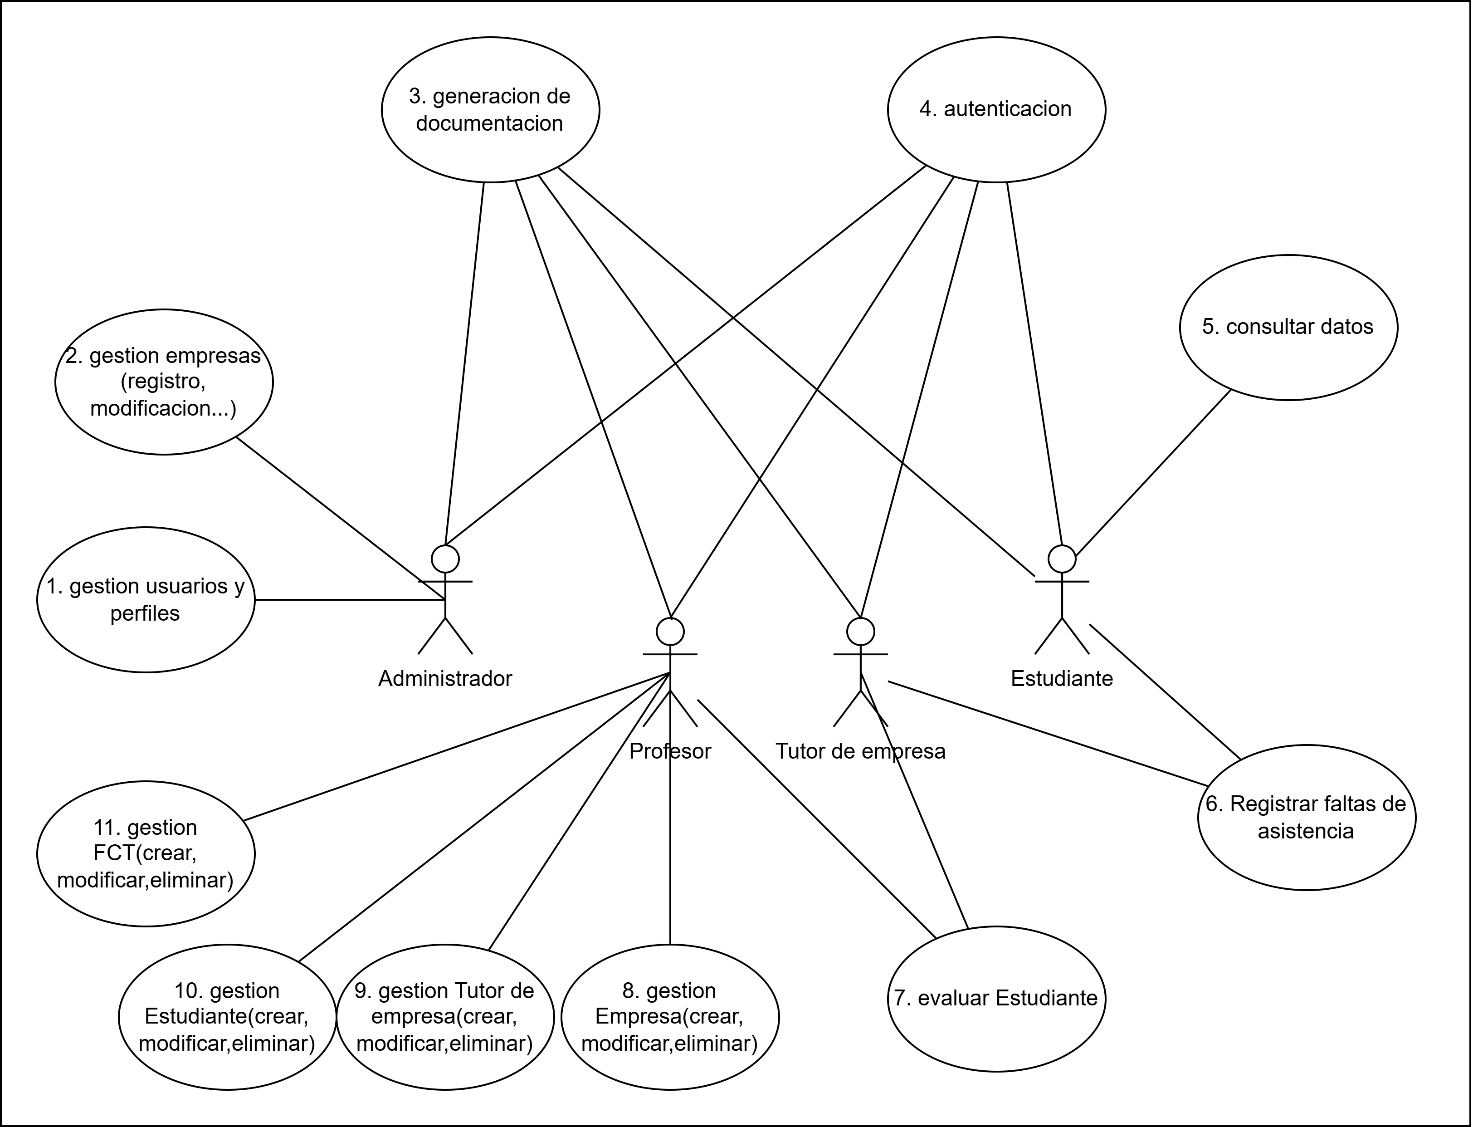 3. generacion de
documentacion
4. autenticacion
5. consultar datos
2. gestion empresas
(registro,
modificacion...)
1. gestion usuarios y
perfiles
Administrador
Estudiante
Profesor
Tutor de empresa
6. Registrar faltas de
asistencia
11. gestion
FCT(crear,
modificar,eliminar)
10. gestion
Estudiante(crear,
modificar,eliminar)
9. gestion Tutor de
empresa(crear,
modificar,eliminar)
8. gestion
Empresa(crear,
modificar,eliminar)
7. evaluar Estudiante